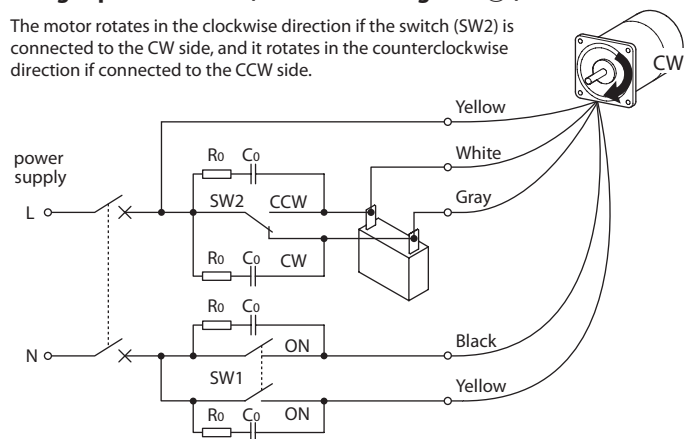 The motor rotates in the clockwise direction if the switch (SW2) is
connected to the CW side, and it rotates in the counterclockwise
direction if connected to the CCW side.
CW
Yellow
power
supply
R0 C0
White
L
SW2 CCW
Gray
R0 C0 CW
R0 C0
N
ON
Black
SW1
Yellow
R0 C0 ON